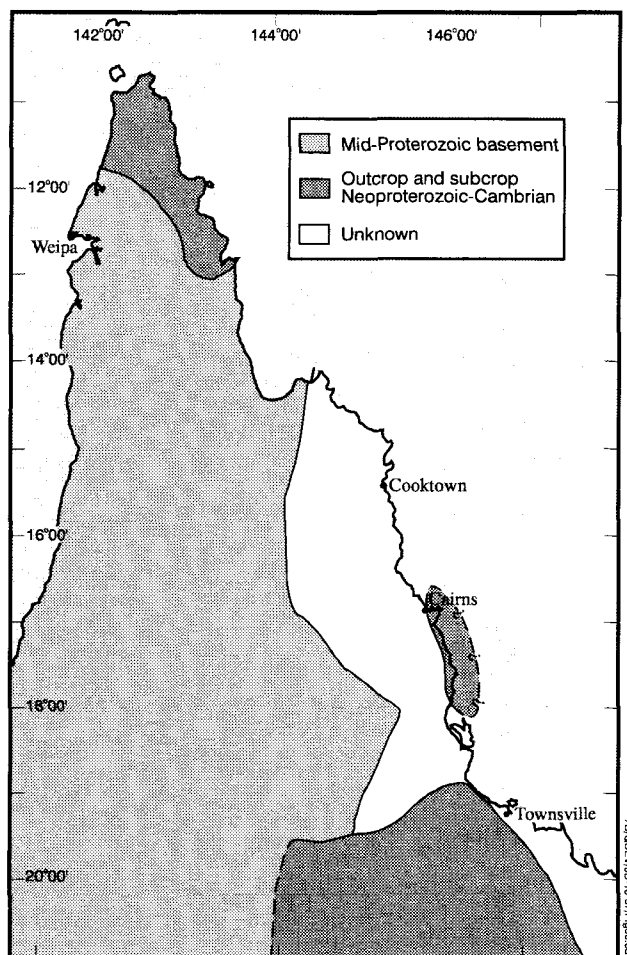 142°00' 144°00' 146°00'
Mid-Proterozoic basement
Outcrop and subcrop
Neoproterozoic-Cambrian
Unknown
12°00'
Weipa
14°00'
Cooktown
16°00'
Cairns
18°00'
Townsville
20°00'